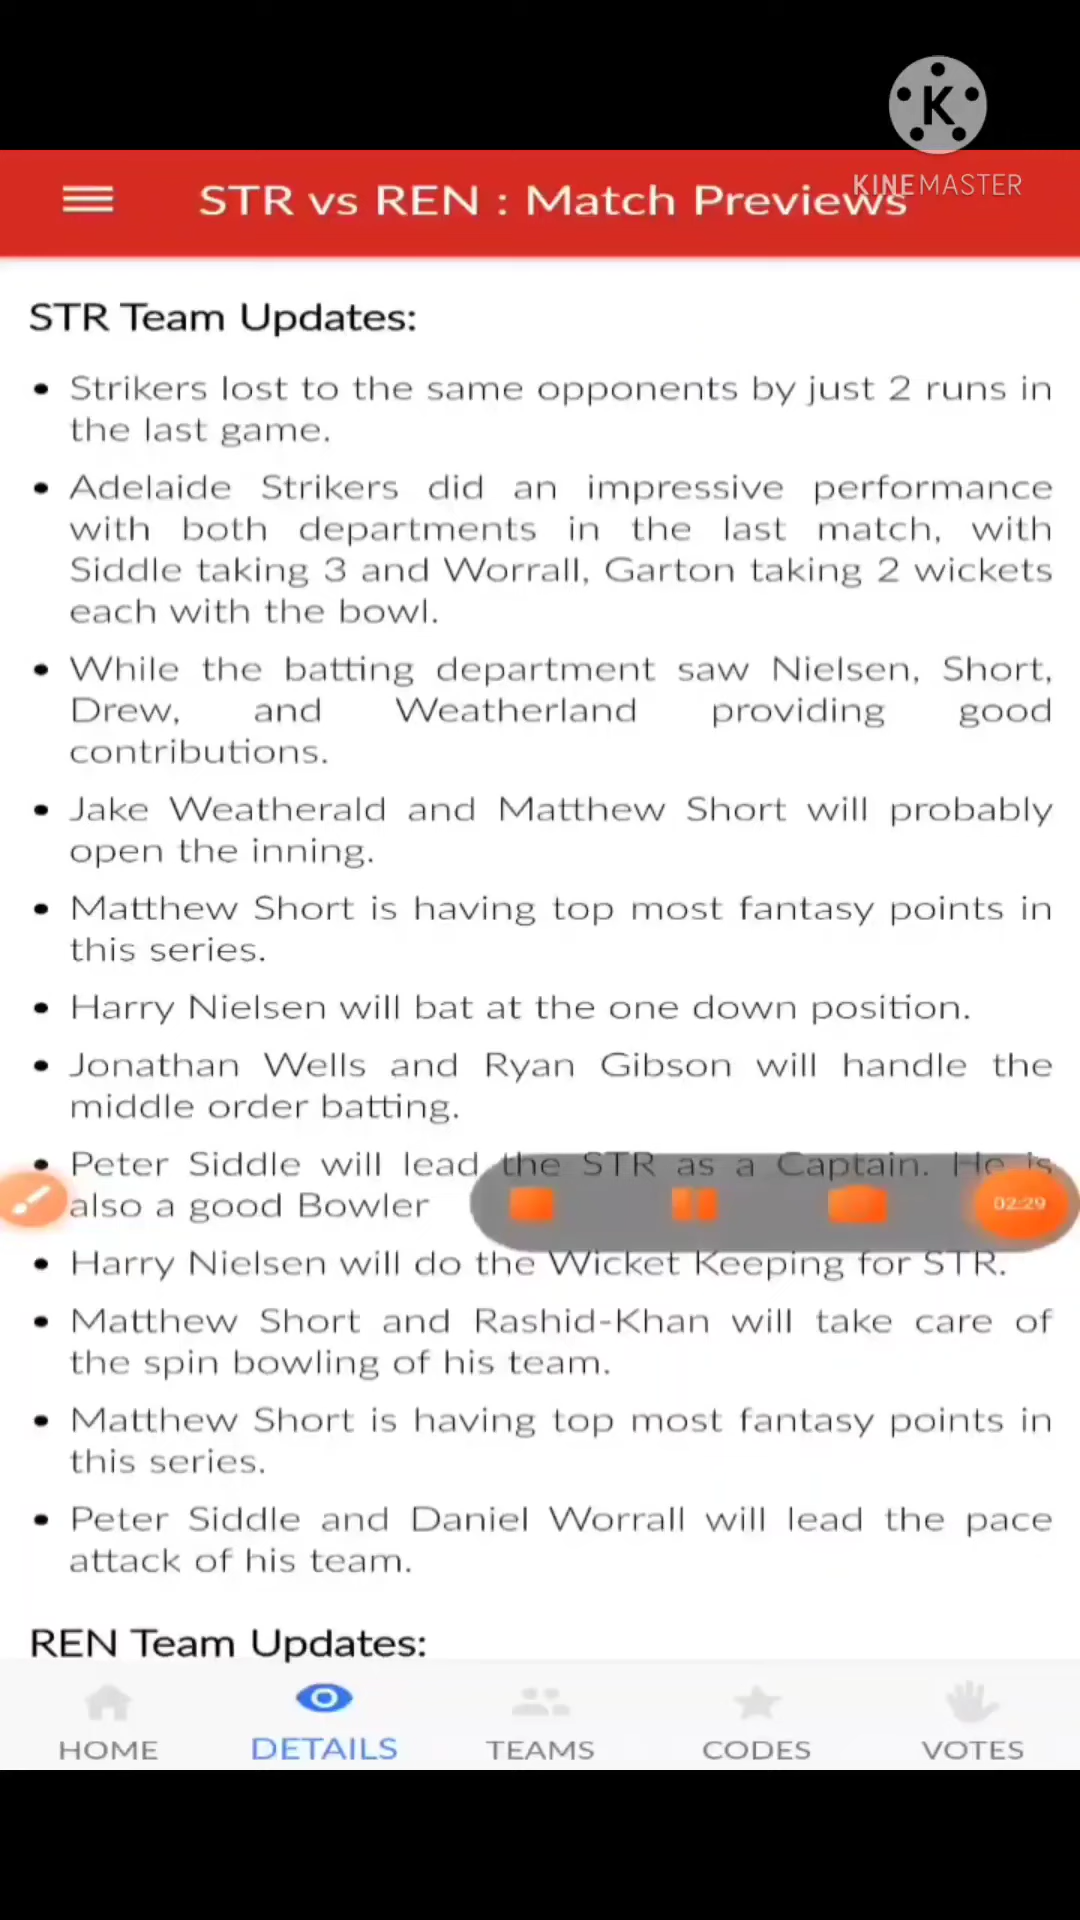 K
KINEMASTER
STR vs REN : Match Previews
STR Team Updates:
• Strikers lost to the same opponents by just 2 runs in
the last game.
• Adelaide Strikers did an impressive performance
with both departments in the last match, with
Siddle taking 3 and Worrall, Garton taking 2 wickets
each with the bowl.
• While the batting department saw Nielsen, Short,
Drew, and Weatherland providing good
contributions.
• Jake Weatherald and Matthew Short will probably
open the inning.
• Matthew Short is having top most fantasy points in
this series.
• Harry Nielsen will bat at the one down position.
• Jonathan Wells and Ryan Gibson will handle the
middle order batting.
• Peter Siddle will lead the STR as a Captain. He is
also a good Bowler
02:29
• Harry Nielsen will do the Wicket Keeping for STR.
• Matthew Short and Rashid-Khan will take care of
the spin bowling of his team.
• Matthew Short is having top most fantasy points in
this series.
• Peter Siddle and Daniel Worrall will lead the pace
attack of his team.
REN Team Updates:
HOME DETAILS TEAMS CODES VOTES